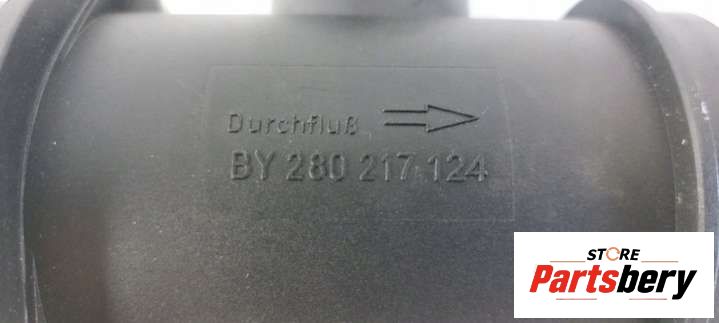 Durchfluß
BY 280 217 124
STORE
Partsbery